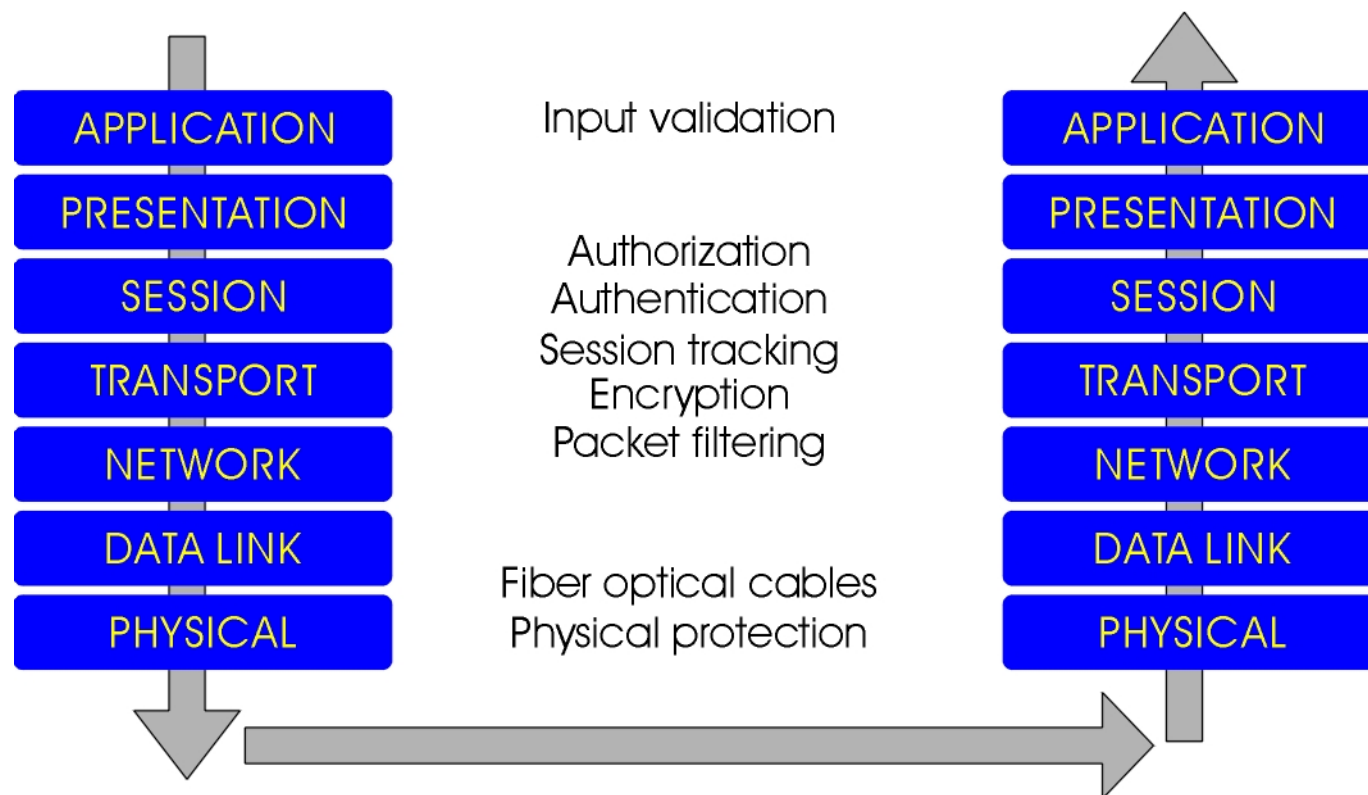 APPLICATION
PRESENTATION
SESSION
TRANSPORT
NETWORK
DATA LINK
PHYSICAL
Input validation
Authorization
Authentication
Session tracking
Encryption
Packet filtering
Fiber optical cables
Physical protection
APPLICATION
PRESENTATION
SESSION
TRANSPORT
NETWORK
DATA LINK
PHYSICAL